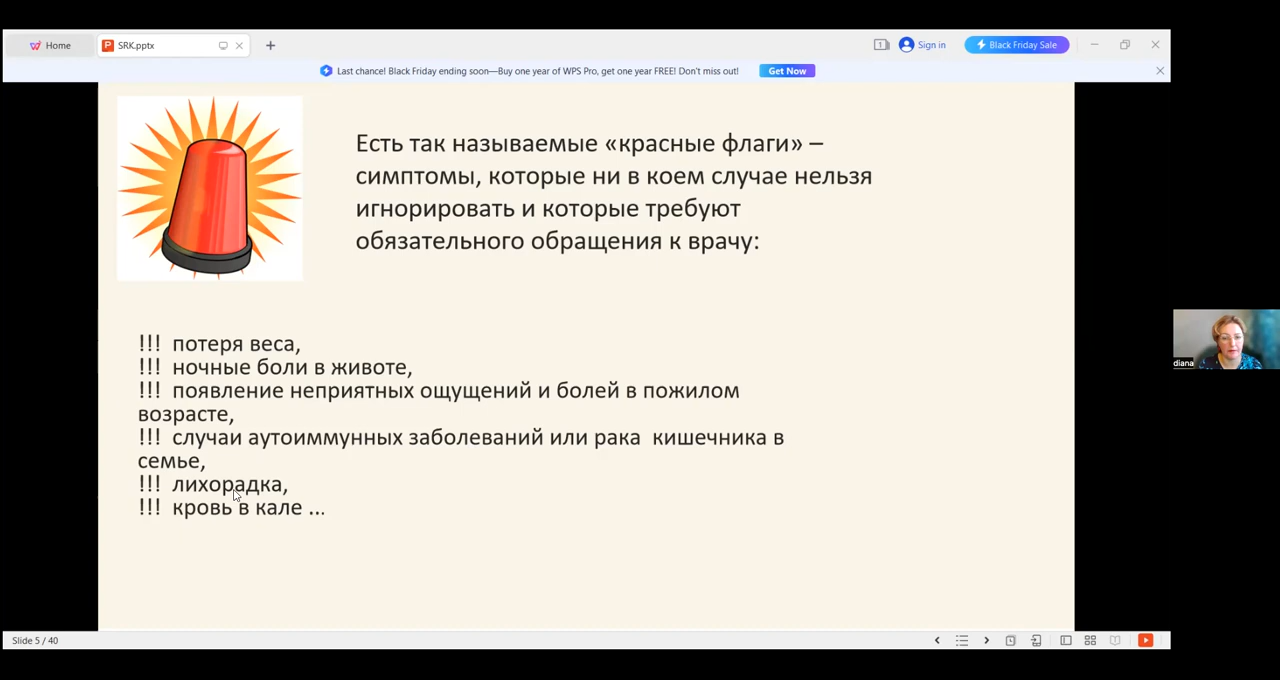 Home
SRK.pptx
1
Sign in
Black Friday Sale
Last chance! Black Friday ending soon—Buy one year of WPS Pro, get one year FREE! Don't miss out!
Get Now
Есть так называемые «красные флаги» –
симптомы, которые ни в коем случае нельзя
игнорировать и которые требуют
обязательного обращения к врачу:
!!! потеря веса,
!!! ночные боли в животе,
!!! появление неприятных ощущений и болей в пожилом
возрасте,
!!! случаи аутоиммунных заболеваний или рака кишечника в
семье,
!!! лихорадка,
!!! кровь в кале ...
diana
Slide 5 / 40